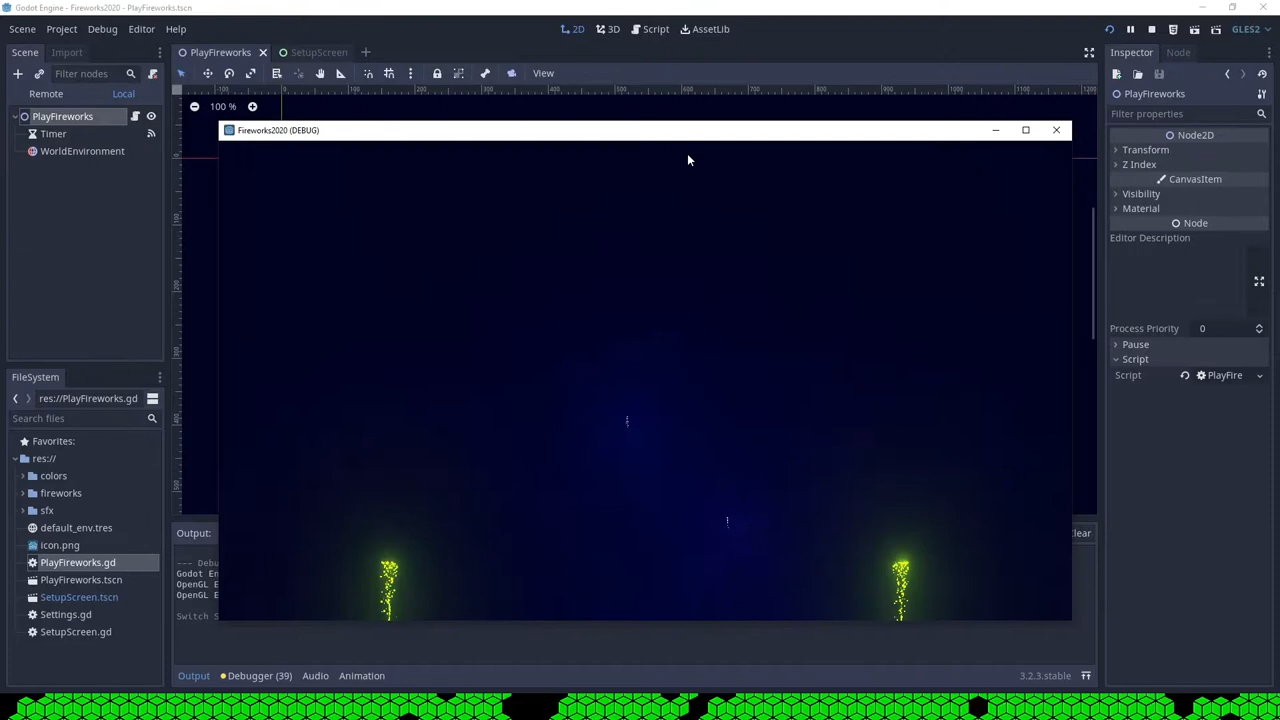 Godot Engine - Fireworks2020 - PlayFireworks.tscn
Scene Project Debug Editor Help
2D 3D Script AssetLib
GLES2
Scene Import
PlayFireworks SetupScreen
Inspector Node
Filter nodes
View
Remote Local
PlayFireworks
100 %
Filter properties
PlayFireworks
Timer
WorldEnvironment
Fireworks2020 (DEBUG)
Node2D
Transform
Z Index
CanvasItem
Visibility
Material
Node
Editor Description
Process Priority 0
Pause
Script
Script PlayFire
FileSystem
res://PlayFireworks.gd
Search files
Favorites:
res://
colors
fireworks
sfx
default_env.tres
icon.png
PlayFireworks.gd
PlayFireworks.tscn
SetupScreen.tscn
Settings.gd
SetupScreen.gd
Output:
lear
--- Debu
Godot En
OpenGL E
OpenGL E
Switch S
Output Debugger (39) Audio Animation
3.2.3.stable